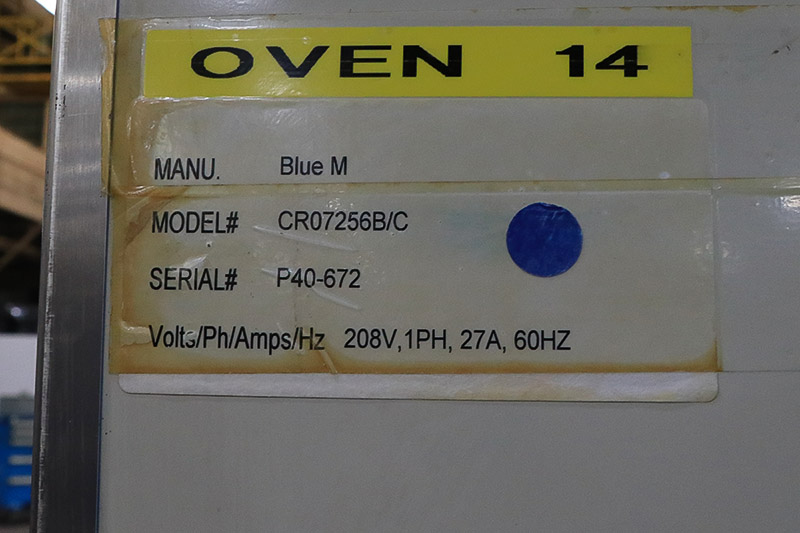 OVEN 14
MANU. Blue M
MODEL# CR07256B/C
SERIAL# P40-672
Volts/Ph/Amps/Hz 208V,1PH, 27A, 60HZ